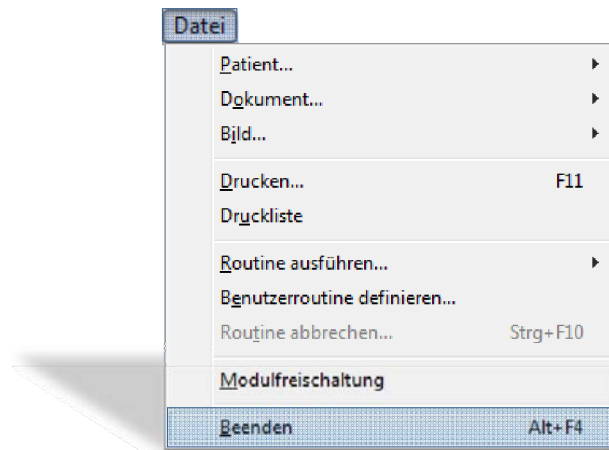 Datei
Patient...
Dokument...
Bild...
Drucken... F11
Druckliste
Routine ausführen...
Benutzerroutine definieren...
Routine abbrechen... Strg+F10
Modulfreischaltung
Beenden Alt+F4